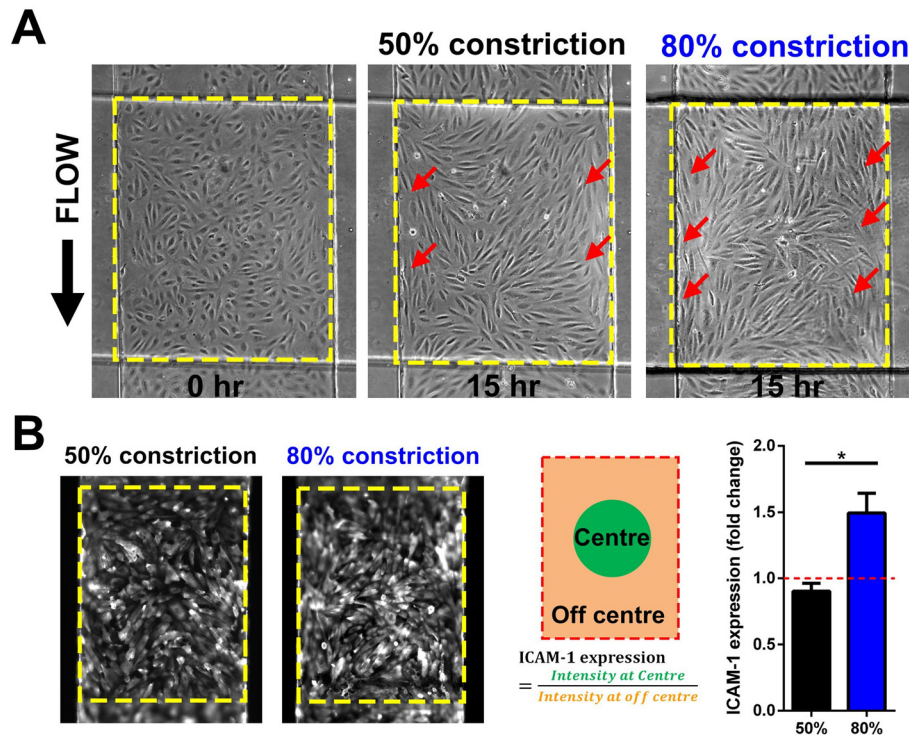 A
50% constriction
80% constriction
FLOW
0 hr
15 hr
15 hr
B
50% constriction
80% constriction
Centre
Off centre
ICAM-1 expression
= Intensity at Centre
Intensity at off centre
ICAM-1 expression (fold change)
2.0
1.5
1.0
0.5
0.0
*
50%
80%